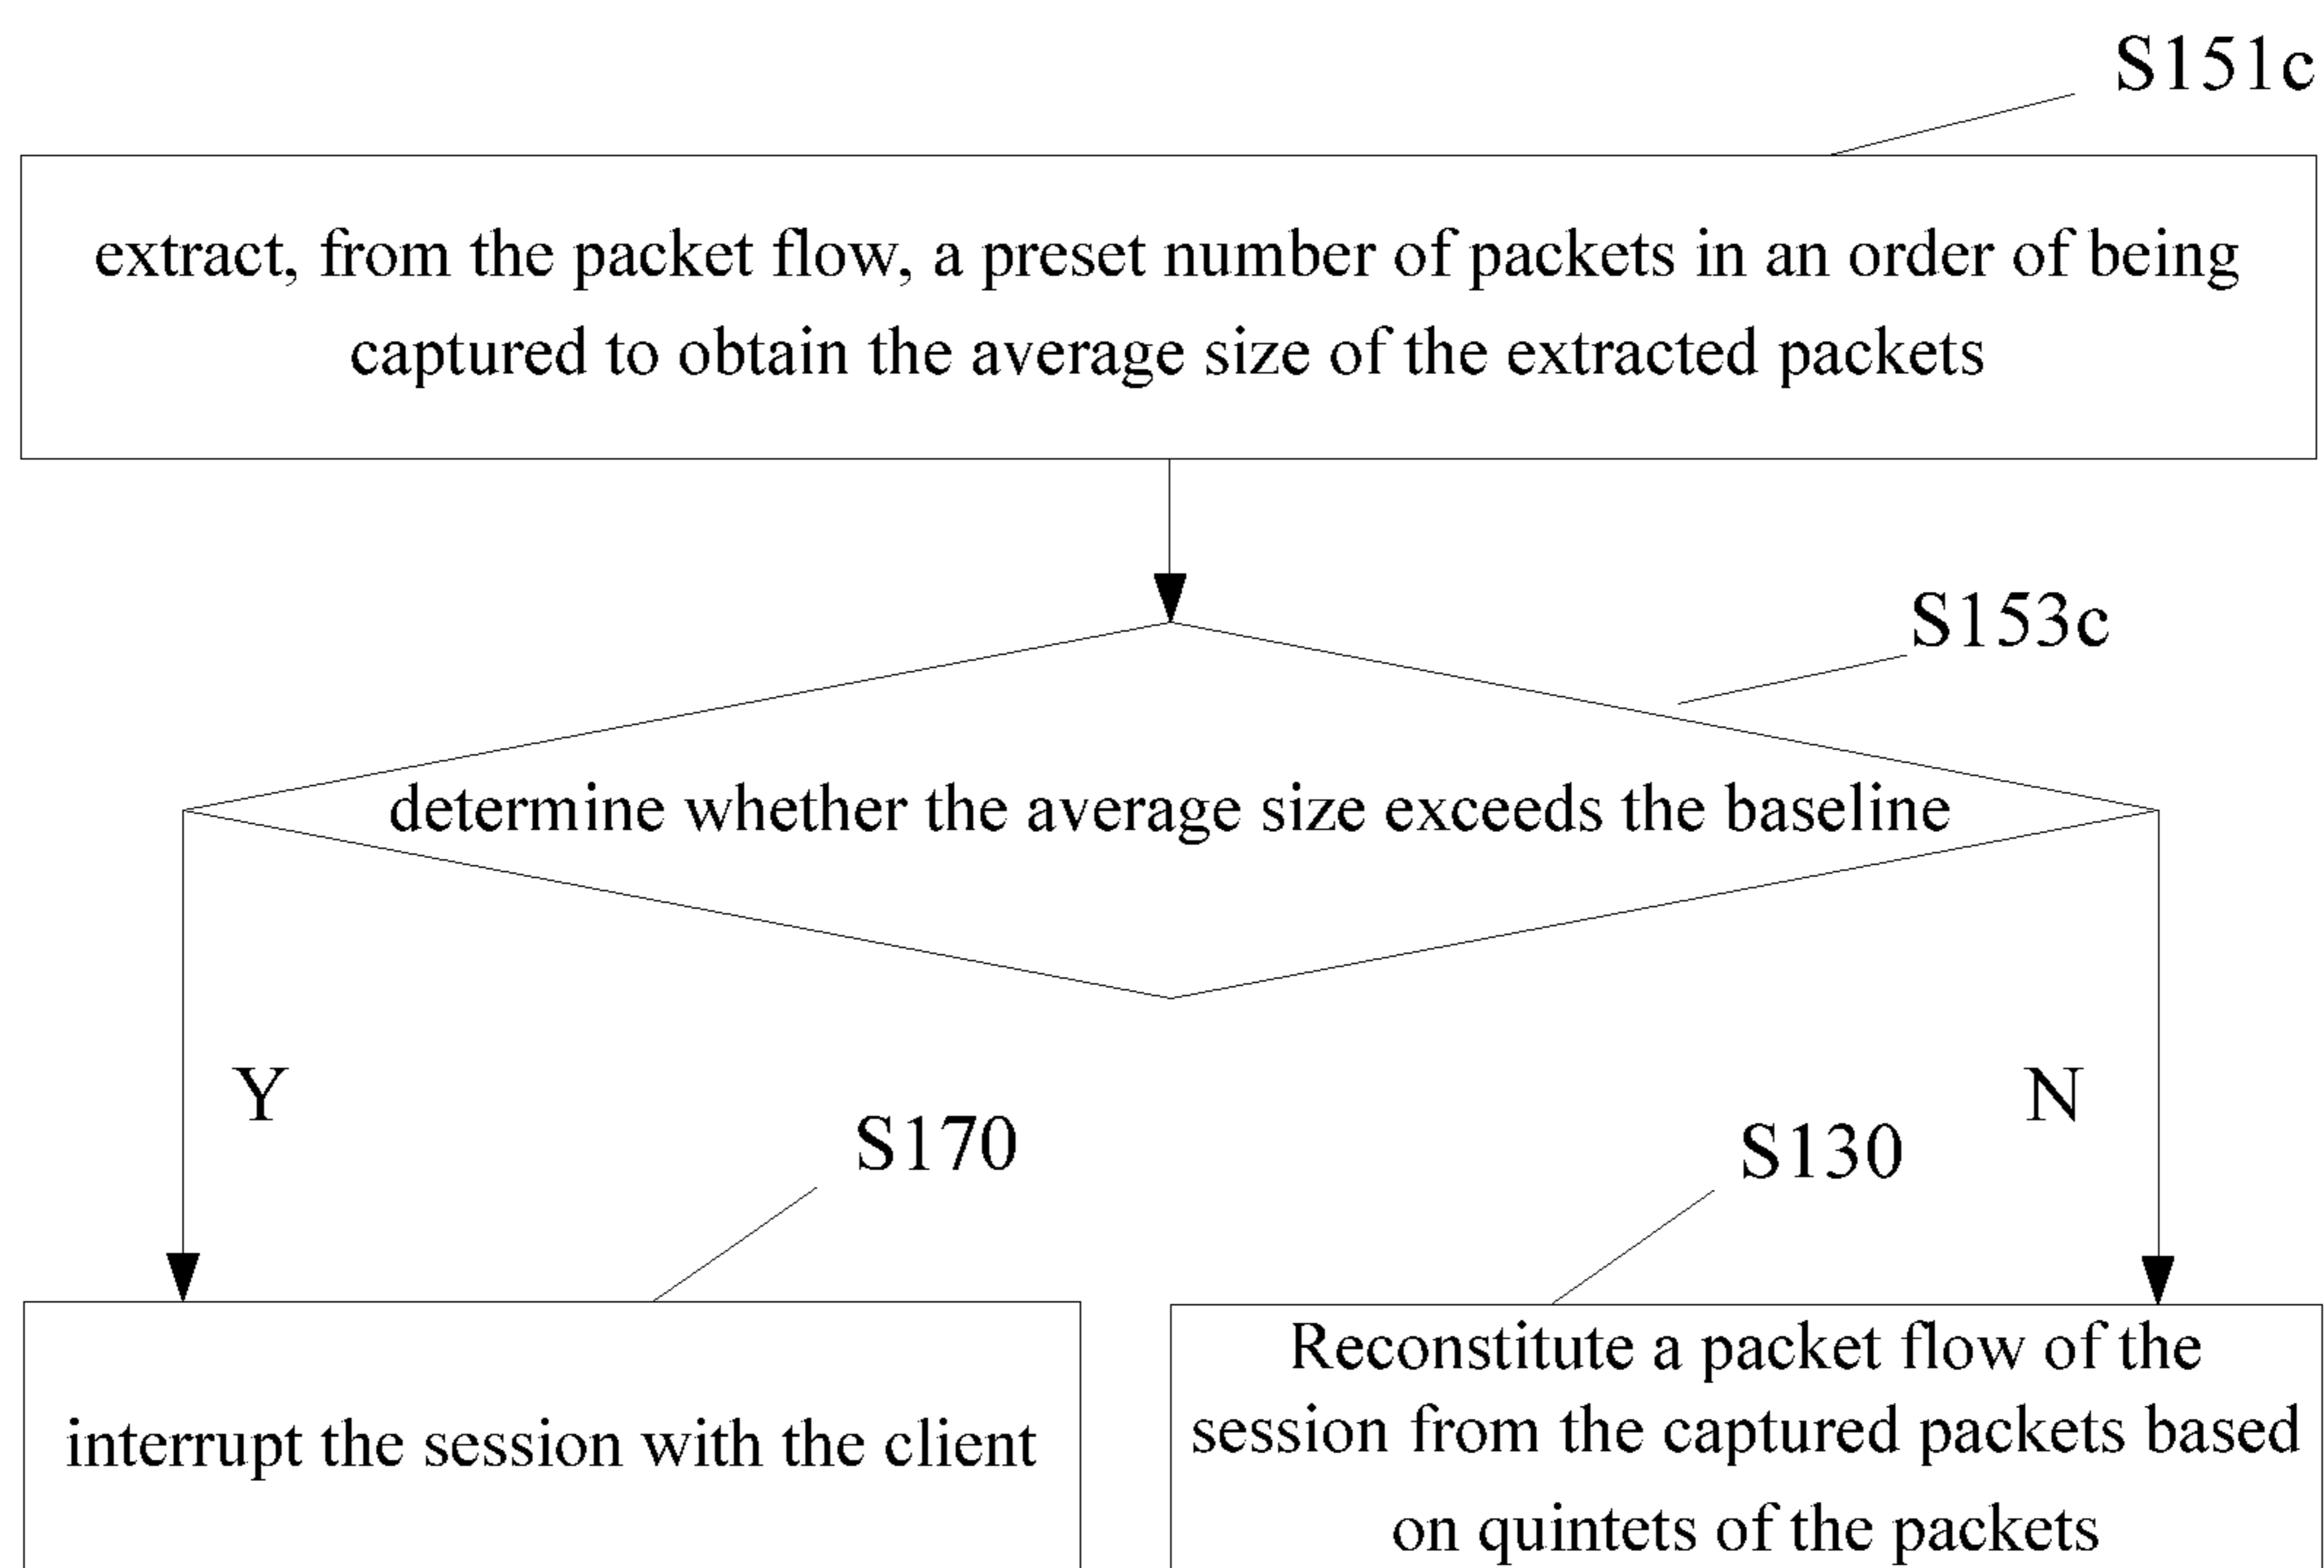 S151c
extract, from the packet flow, a preset number of packets in an order of being
captured to obtain the average size of the extracted packets
S153c
determine whether the average size exceeds the baseline
Y
N
S170
S130
interrupt the session with the client
Reconstitute a packet flow of the
session from the captured packets based
on quintets of the packets